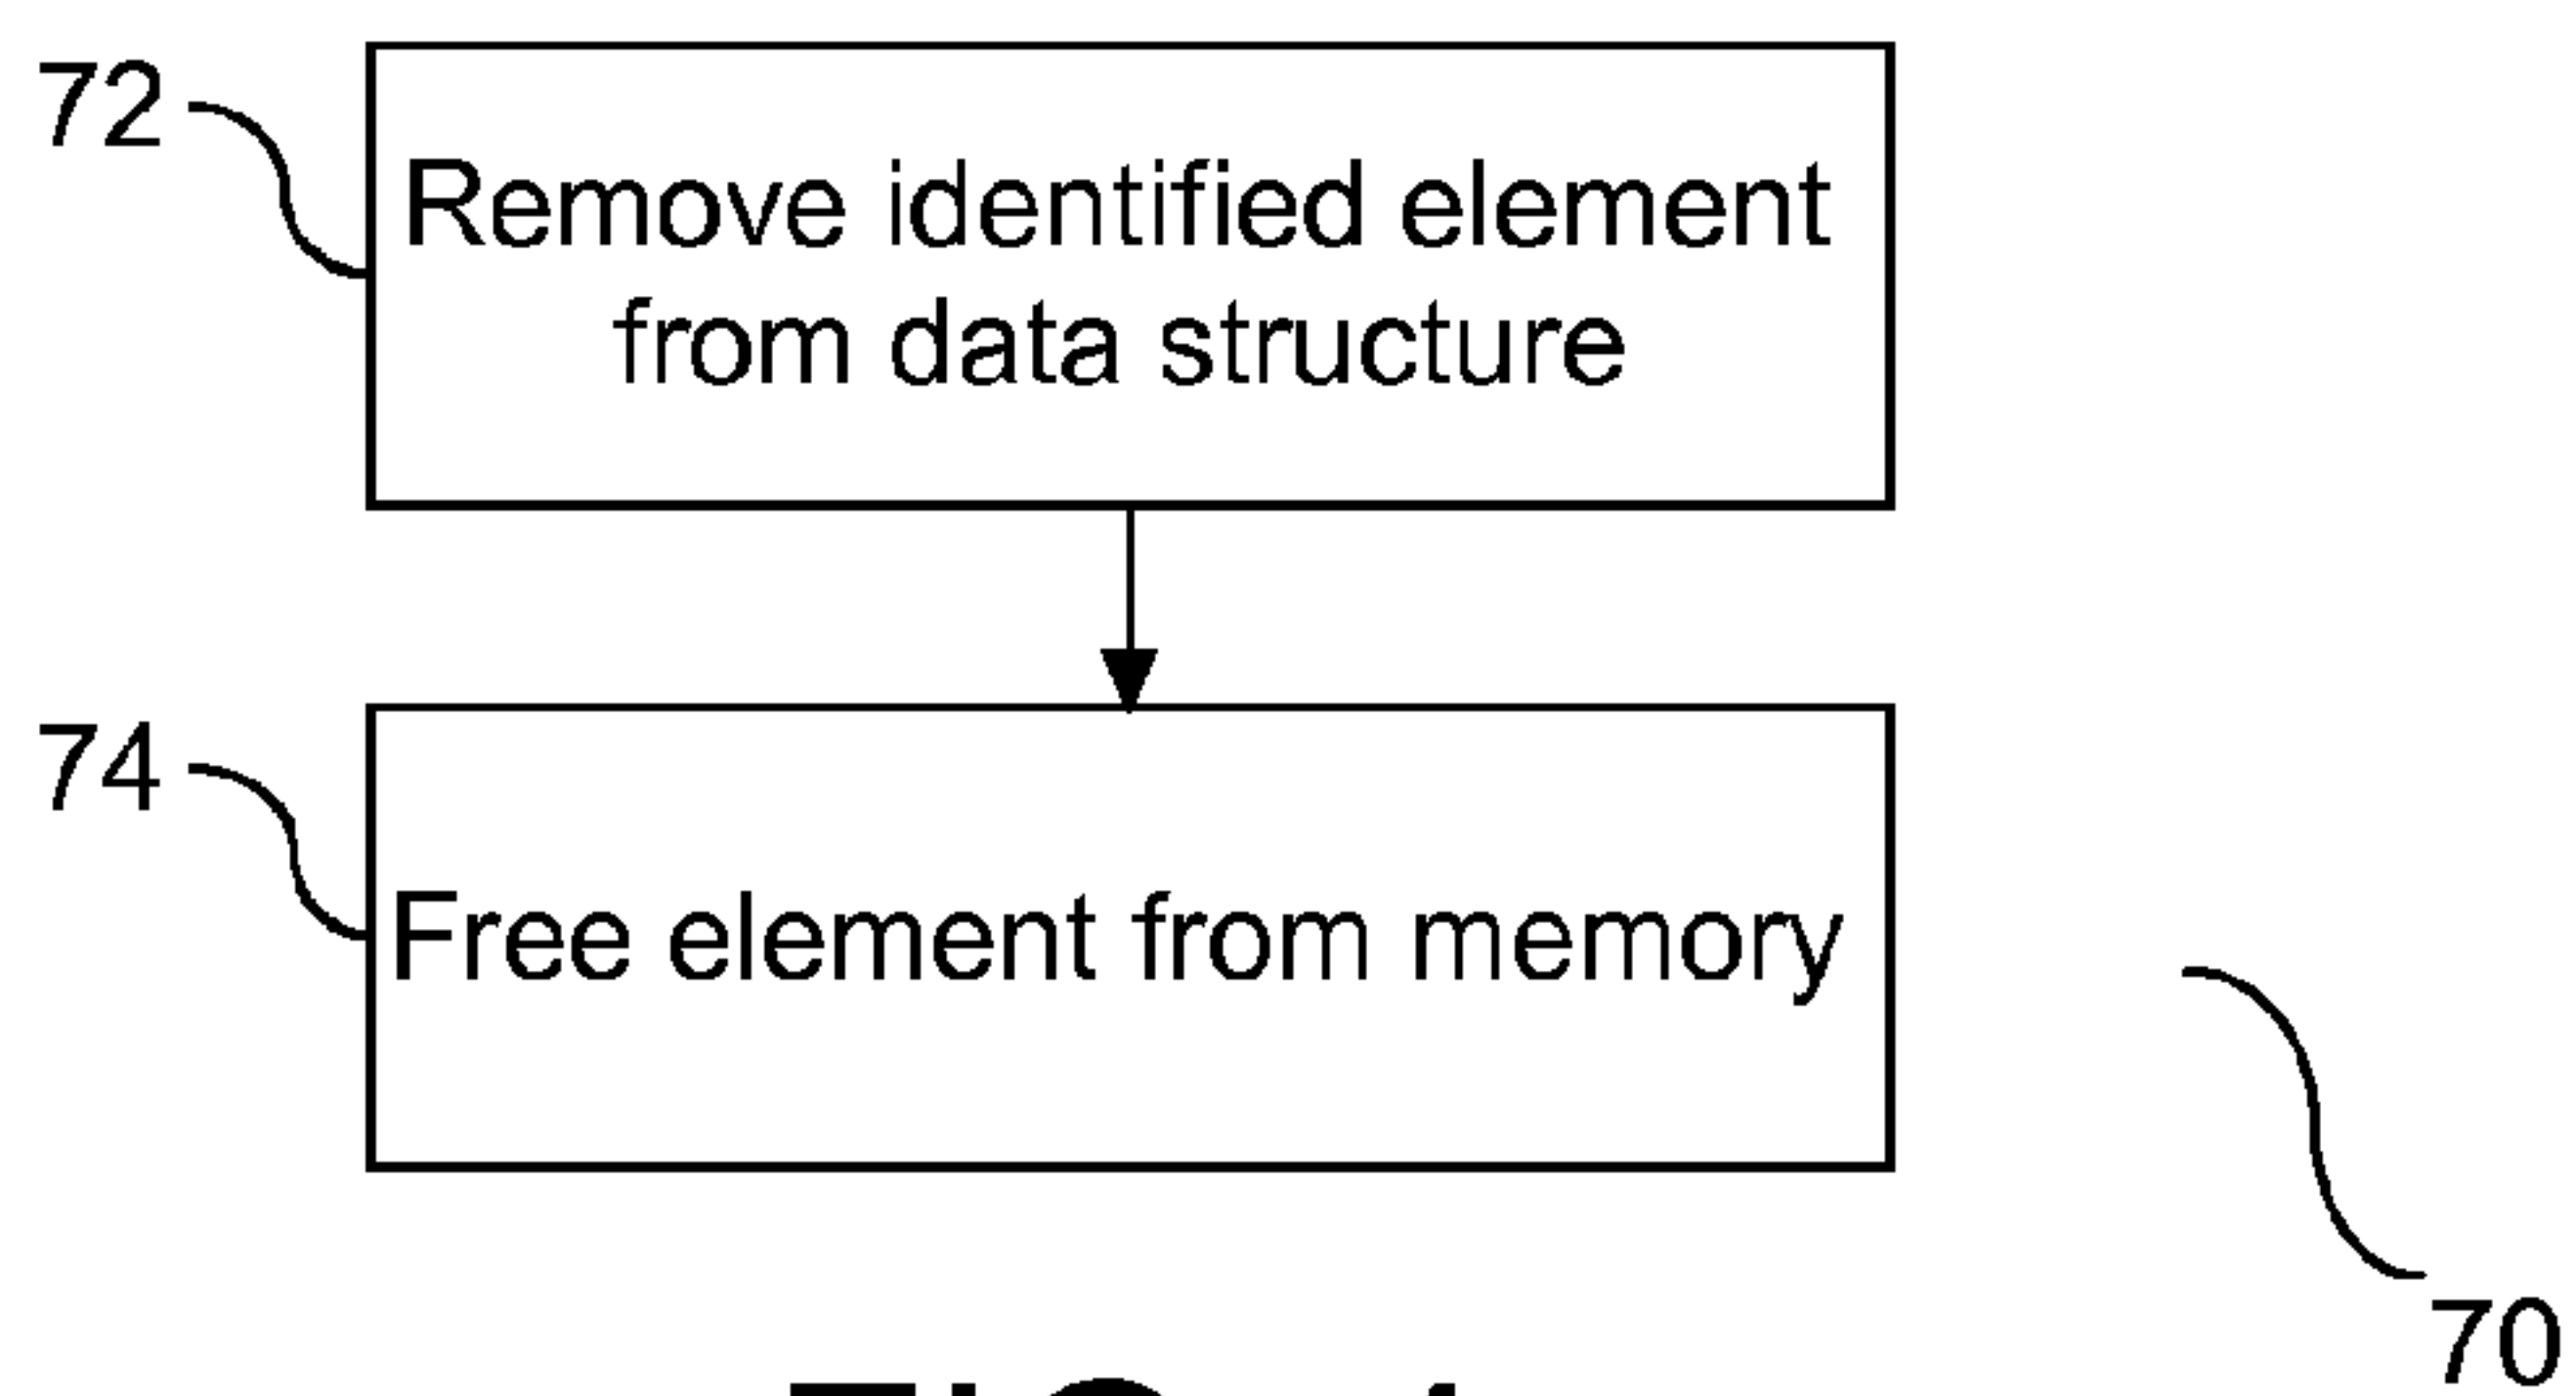 72
Remove identified element
from data structure
74
Free element from memory
70